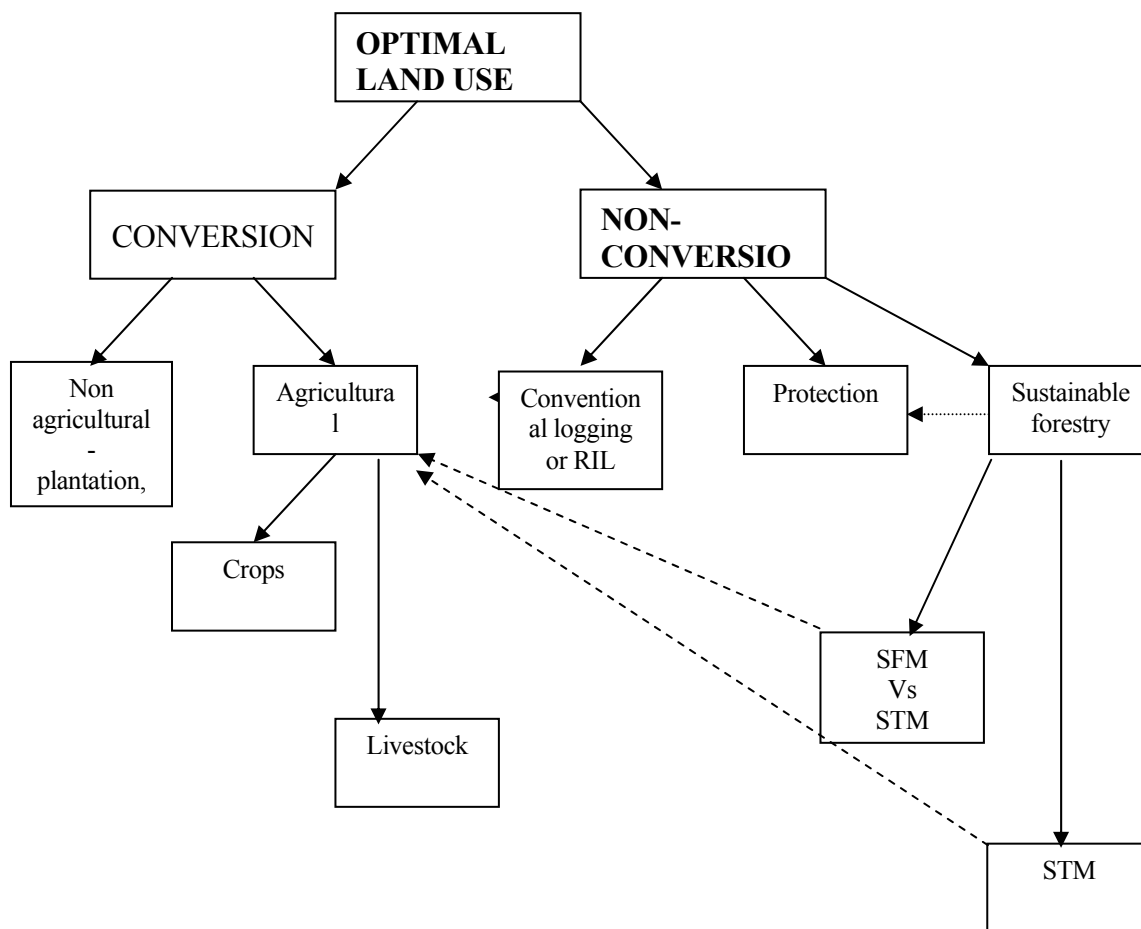 OPTIMAL
LAND USE
CONVERSION
NON-
CONVERSIO
Non
agricultural
-
plantation,
Agricultura
l
Convention
al logging
or RIL
Protection
Sustainable
forestry
Crops
SFM
Vs
STM
Livestock
STM